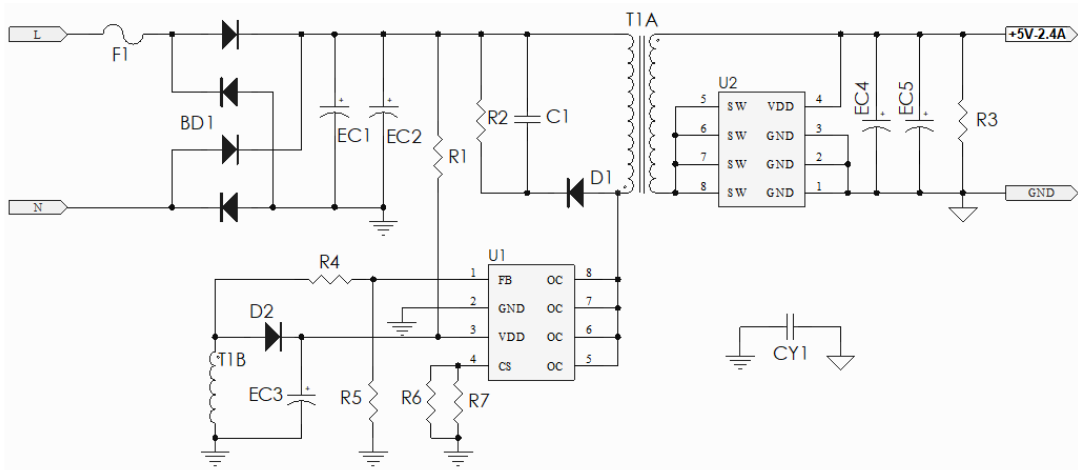 L
F1
BD1
N
EC1
EC2
R1
R2
C1
D1
T1A
U2
5 SW VDD 4
6 SW GND 3
7 SW GND 2
8 SW GND 1
EC4
EC5
R3
+5V-2.4A
GND
R4
D2
T1B
EC3
R5
R6
R7
U1
1 FB OC 8
2 GND OC 7
3 VDD OC 6
4 CS OC 5
CY1
+
+
+
+
+